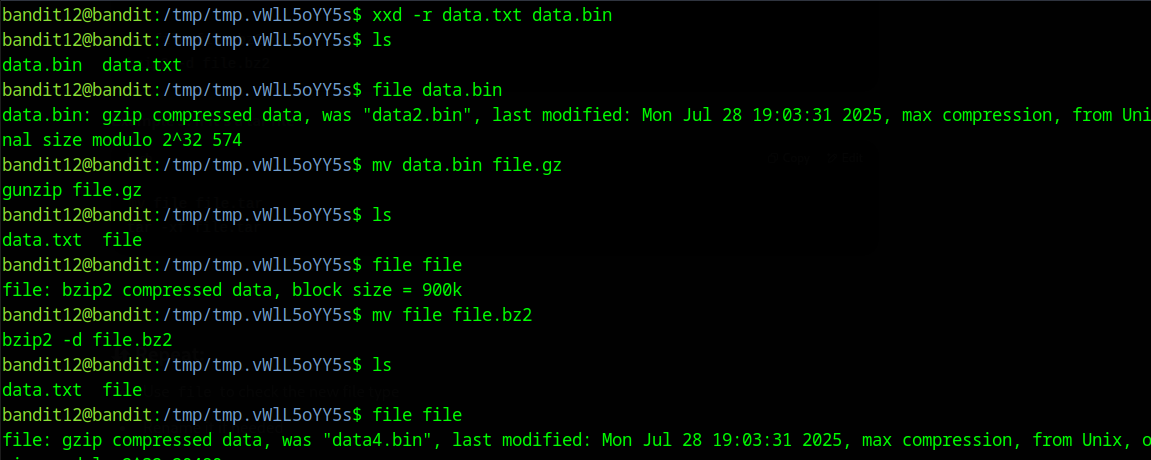 bandit12@bandit:/tmp/tmp.vWlL5oYY5s$ xxd -r data.txt data.bin
bandit12@bandit:/tmp/tmp.vWlL5oYY5s$ ls
data.bin  data.txt
bandit12@bandit:/tmp/tmp.vWlL5oYY5s$ file data.bin
data.bin: gzip compressed data, was "data2.bin", last modified: Mon Jul 28 19:03:31 2025, max compression, from Uni
nal size modulo 2^32 574
bandit12@bandit:/tmp/tmp.vWlL5oYY5s$ mv data.bin file.gz
gunzip file.gz
bandit12@bandit:/tmp/tmp.vWlL5oYY5s$ ls
data.txt  file
bandit12@bandit:/tmp/tmp.vWlL5oYY5s$ file file
file: bzip2 compressed data, block size = 900k
bandit12@bandit:/tmp/tmp.vWlL5oYY5s$ mv file file.bz2
bzip2 -d file.bz2
bandit12@bandit:/tmp/tmp.vWlL5oYY5s$ ls
data.txt  file
bandit12@bandit:/tmp/tmp.vWlL5oYY5s$ file file
file: gzip compressed data, was "data4.bin", last modified: Mon Jul 28 19:03:31 2025, max compression, from Unix, o